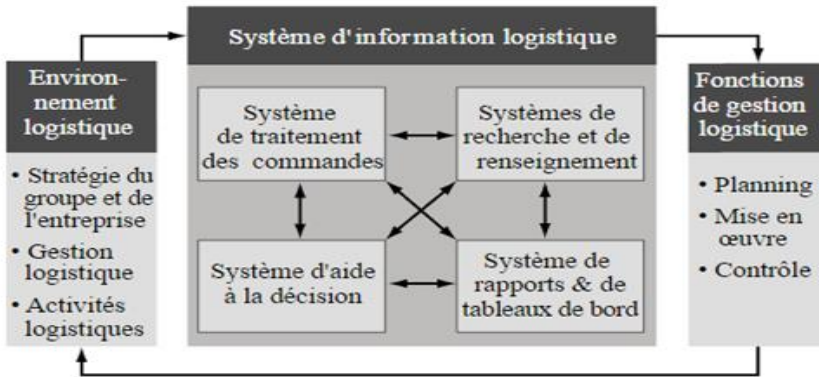 Système d'information logistique
Environ-
nement
logistique
• Stratégie du
groupe et de
l'entreprise
• Gestion
logistique
• Activités
logistiques
Système
de traitement
des commandes
Systèmes de
recherche et de
renseignement
Système d'aide
à la décision
Système de
rapports & de
tableaux de bord
Fonctions
de gestion
logistique
• Planning
• Mise en
œuvre
• Contrôle